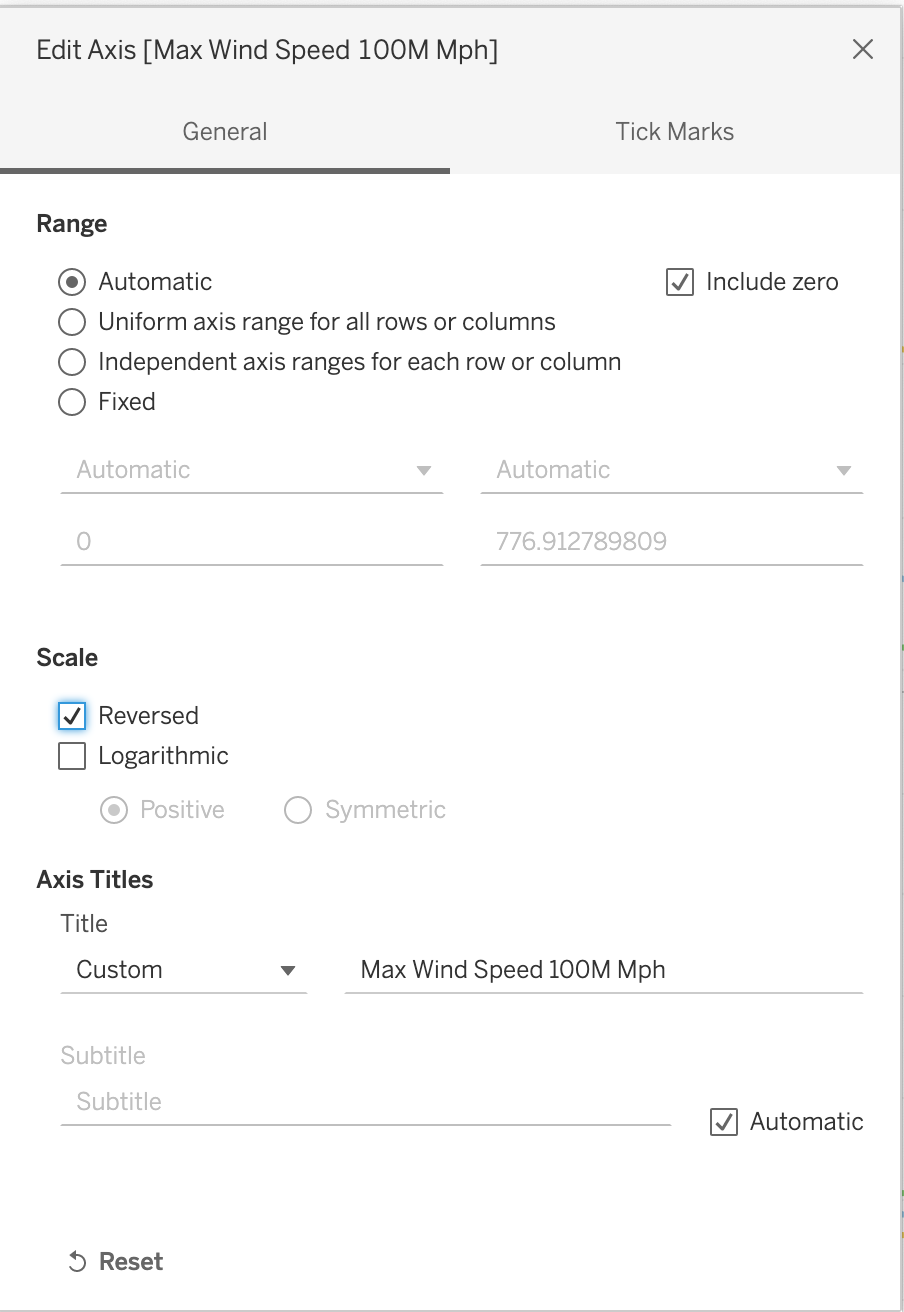 Edit Axis [Max Wind Speed 100M Mph]
General Tick Marks
Range
Automatic Include zero
Uniform axis range for all rows or columns
Independent axis ranges for each row or column
Fixed
Automatic Automatic
0 776.912789809
Scale
Reversed
Logarithmic
Positive Symmetric
Axis Titles
Title
Custom Max Wind Speed 100M Mph
Subtitle
Subtitle
Automatic
Reset